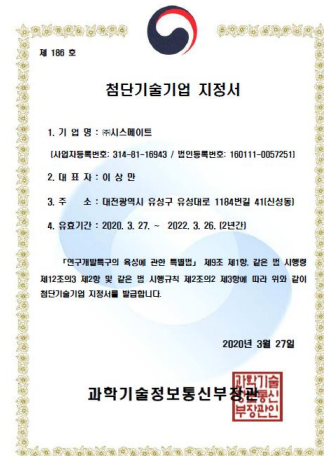 제 186 호
첨단기술기업 지정서
1. 기 업 명 : ㈜시스메이트
(사업자등록번호: 314-81-16943 / 법인등록번호: 160111-0057251)
2. 대 표 자 : 이 상 만
3. 주 소 : 대전광역시 유성구 유성대로 1184번길 41(신성동)
4. 유효기간 : 2020. 3. 27. ~ 2022. 3. 26. (2년간)
「연구개발특구의 육성에 관한 특별법」 제9조 제1항, 같은 법 시행령
제12조의3 제2항 및 같은 법 시행규칙 제2조의2 제3항에 따라 위와 같이
첨단기술기업 지정서를 발급합니다.
2020년 3월 27일
과학기술정보통신부장관
과학기술
정보통신
부장관인